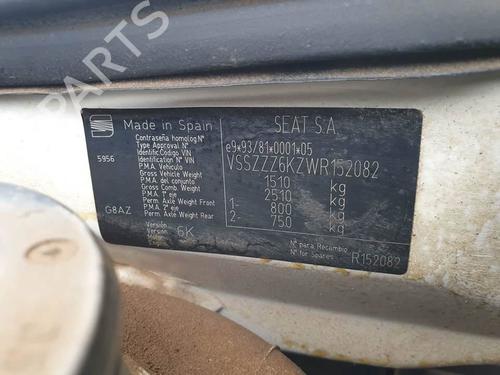 B-PARTS
Made in Spain
SEAT S.A
Contraseña homolog Nº
Type Approval Nº
e9*93/81*0001*05
Identific.Código VIN
Identification Nº VIN
VSSZZZ6KZWR152082
5956
P.M.A. vehículo
Gross Vehicle Weight
1510 kg
P.M.A. del conjunto
Gross Comb. Weight
2510 kg
P.M.A. 1º eje
Perm. Axle Weight Front
1- 800 kg
P.M.A. 2º eje
Perm. Axle Weight Rear
2- 750 kg
G8AZ
Versión
Version
6K
Nº para Recambio
Nº for Spares
R152082